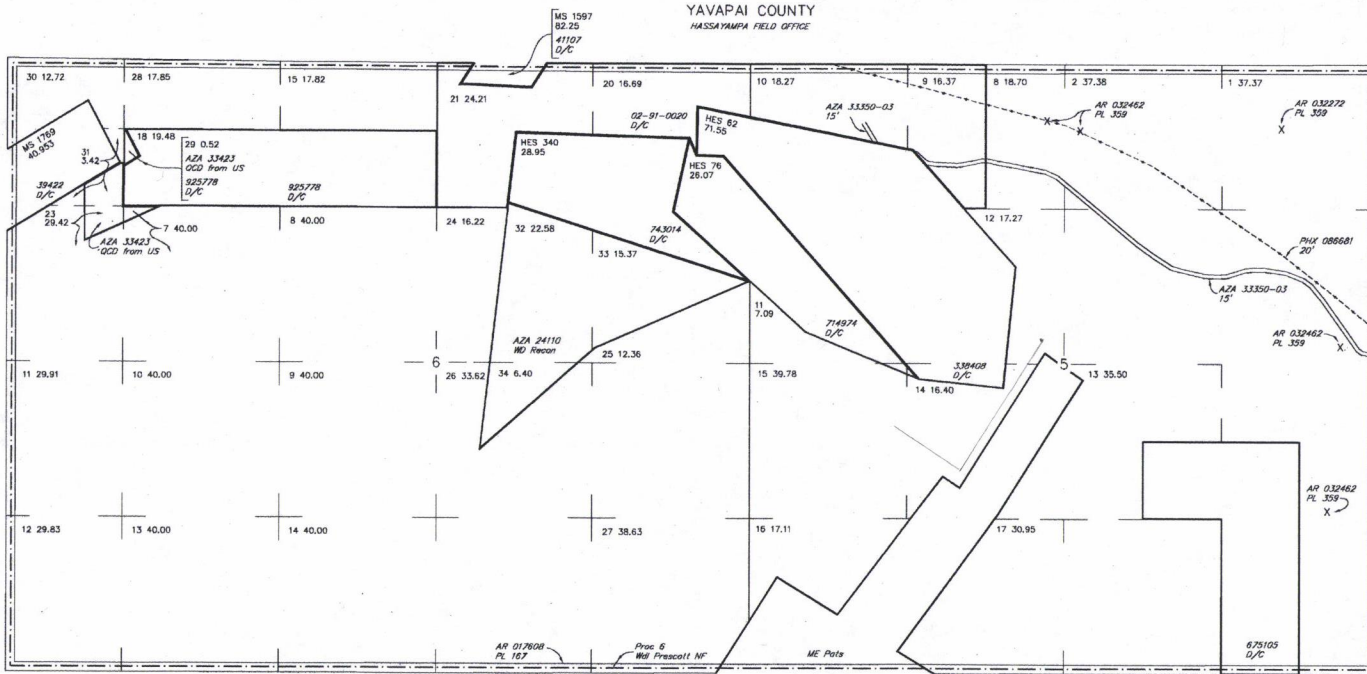 YAVAPAI COUNTY
HASSAYAMPA FIELD OFFICE
MS 1597
82.25
41107
D/C
30 12.72
28 17.85
15 17.82
21 24.21
20 16.69
10 18.27
9 16.37
8 18.70
2 37.38
1 37.37
MS 1769
40.953
18 19.48
29 0.52
AZA 33423
QCD from US
925778
D/C
31
3.42
39422
D/C
23
29.42
AZA 33423
QCD from US
7 40.00
925778
D/C
8 40.00
24 16.22
HES 340
28.95
02-91-0020
D/C
HES 62
71.55
HES 76
26.07
AZA 33350-03
15'
AR 032462
PL 359
AR 032272
PL 359
X
X
X
32 22.58
33 15.37
743014
D/C
12 17.27
PHX 086681
20'
AZA 33350-03
15'
11
7.09
714974
D/C
AR 032462
PL 359
X
11 29.91
10 40.00
9 40.00
6
26 33.62
AZA 24110
WD Recon
34 6.40
25 12.36
15 39.78
338408
D/C
14 16.40
5
13 35.50
12 29.83
13 40.00
14 40.00
27 38.63
16 17.11
17 30.95
AR 032462
PL 359
X
AR 017608
PL 167
Proc 6
Wdl Prescott NF
ME Pats
675105
D/C